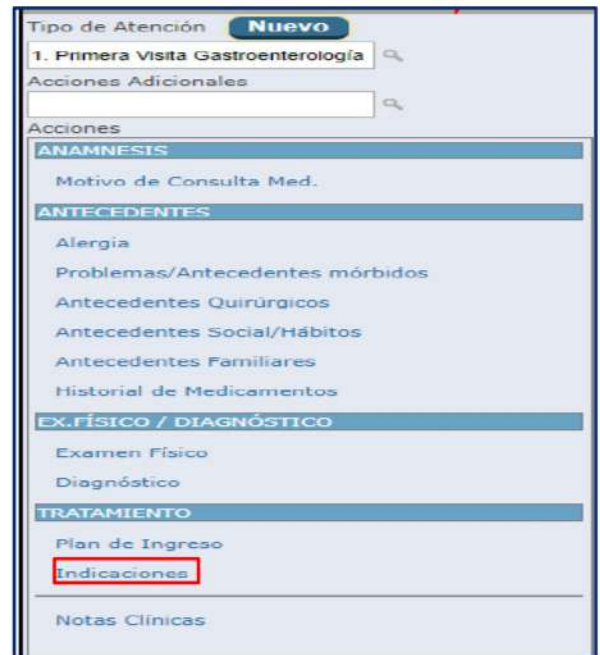 Tipo de Atención Nuevo
1. Primera Visita Gastroenterología
Acciones Adicionales
Acciones
ANAMNESIS
Motivo de Consulta Med.
ANTECEDENTES
Alergia
Problemas/Antecedentes mórbidos
Antecedentes Quirúrgicos
Antecedentes Social/Hábitos
Antecedentes Familiares
Historial de Medicamentos
EX.FÍSICO / DIAGNÓSTICO
Examen Físico
Diagnóstico
TRATAMIENTO
Plan de Ingreso
Indicaciones
Notas Clínicas